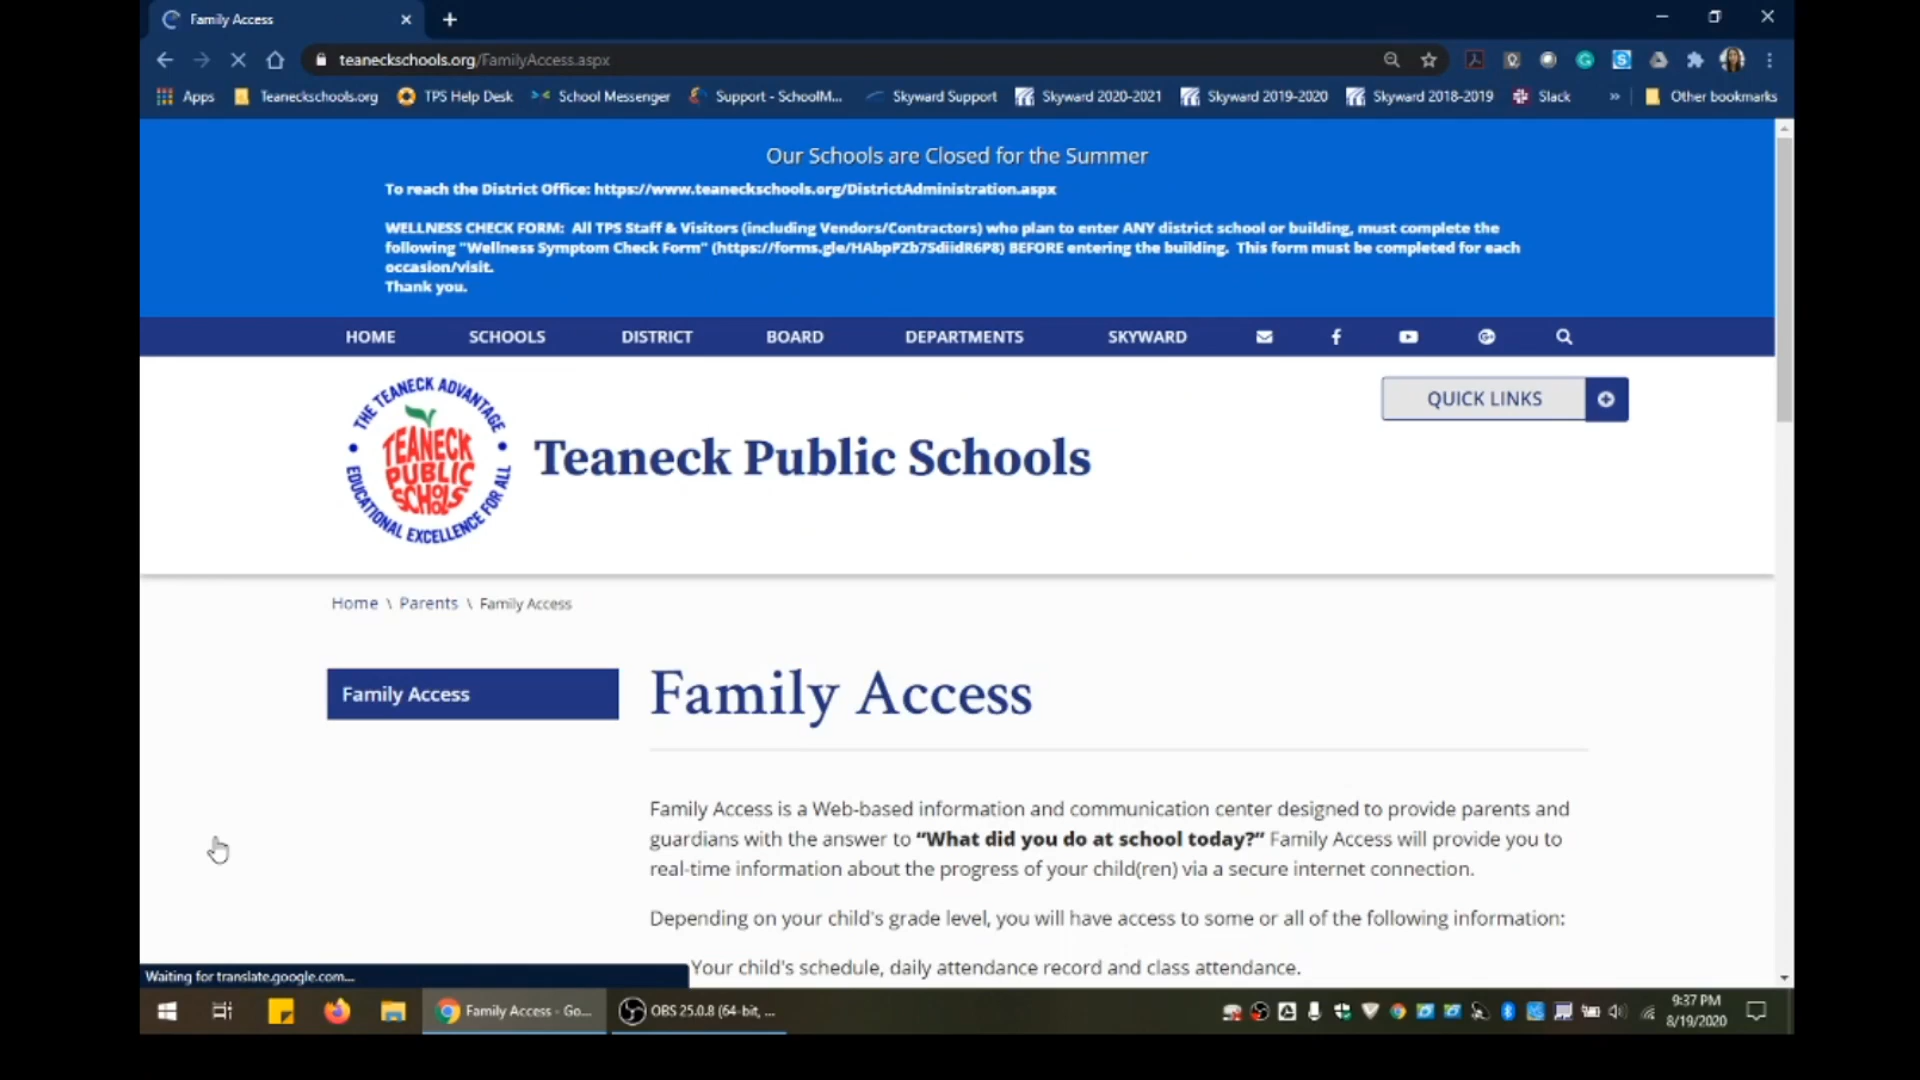 Family Access
teaneckschools.org/FamilyAccess.aspx
Apps Teaneckschools.org TPS Help Desk School Messenger Support - SchoolM... Skyward Support Skyward 2020-2021 Skyward 2019-2020 Skyward 2018-2019 Slack » Other bookmarks
Our Schools are Closed for the Summer
To reach the District Office: https://www.teaneckschools.org/DistrictAdministration.aspx
WELLNESS CHECK FORM: All TPS Staff & Visitors (including Vendors/Contractors) who plan to enter ANY district school or building, must complete the
following "Wellness Symptom Check Form" (https://forms.gle/HAbpPZb7SdiidR6P8) BEFORE entering the building. This form must be completed for each
occasion/visit.
Thank you.
HOME SCHOOLS DISTRICT BOARD DEPARTMENTS SKYWARD
QUICK LINKS
THE TEANECK ADVANTAGE
TEANECK
PUBLIC
SCHOOLS
EDUCATIONAL EXCELLENCE FOR ALL
Teaneck Public Schools
Home \ Parents \ Family Access
Family Access
Family Access
Family Access is a Web-based information and communication center designed to provide parents and
guardians with the answer to “What did you do at school today?” Family Access will provide you to
real-time information about the progress of your child(ren) via a secure internet connection.
Depending on your child's grade level, you will have access to some or all of the following information:
Your child's schedule, daily attendance record and class attendance.
Waiting for translate.google.com...
Family Access - Go... OBS 25.0.8 (64-bit, ...
9:37 PM
8/19/2020